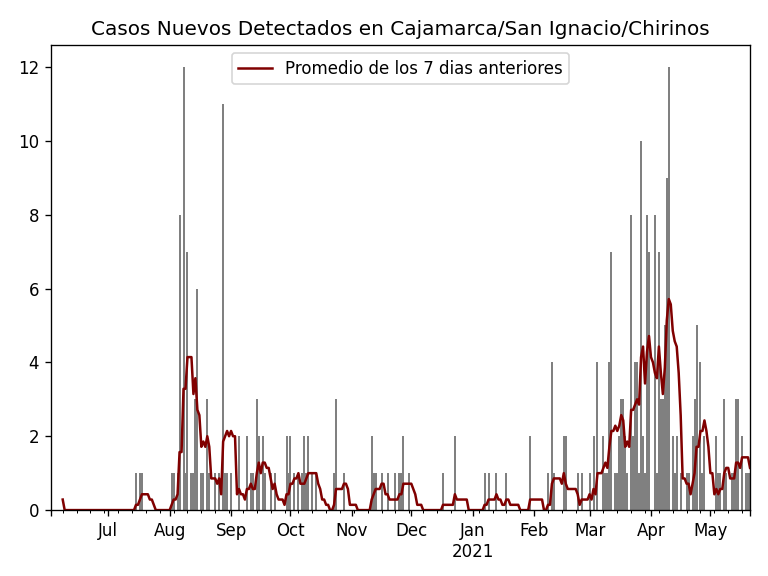 Casos Nuevos Detectados en Cajamarca/San Ignacio/Chirinos
Promedio de los 7 dias anteriores
12
10
8
6
4
2
0
Jul Aug Sep Oct Nov Dec Jan Feb Mar Apr May
2021